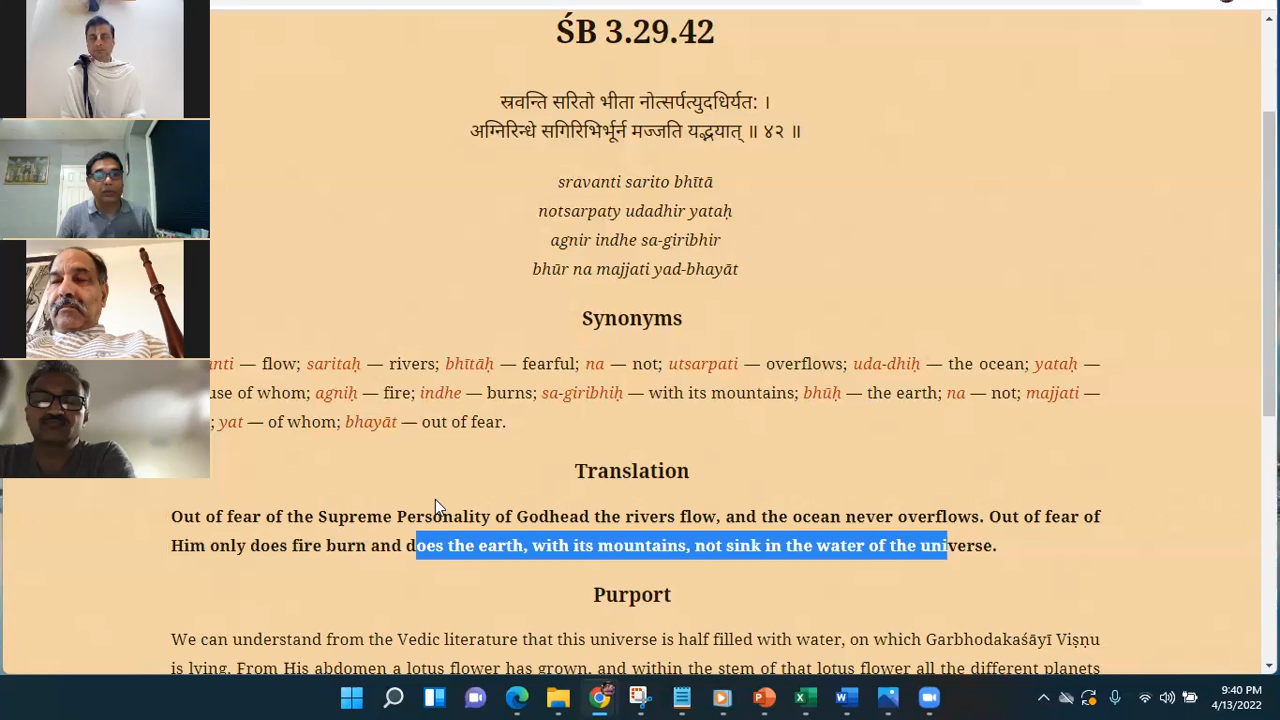 ŚB 3.29.42
स्रवन्ति सरितो भीता नोत्सर्पत्युदधिर्यत: ।
अग्निरिन्धे सगिरिभिर्भूर्न मज्जति यद्भयात् ॥ ४२ ॥
sravanti sarito bhītā
notsarpaty udadhir yataḥ
agnir indhe sa-giribhir
bhūr na majjati yad-bhayāt
Synonyms
anti — flow; saritaḥ — rivers; bhītāḥ — fearful; na — not; utsarpati — overflows; uda-dhiḥ — the ocean; yataḥ —
use of whom; agniḥ — fire; indhe — burns; sa-giribhiḥ — with its mountains; bhūḥ — the earth; na — not; majjati —
; yat — of whom; bhayāt — out of fear.
Translation
Out of fear of the Supreme Personality of Godhead the rivers flow, and the ocean never overflows. Out of fear of
Him only does fire burn and does the earth, with its mountains, not sink in the water of the universe.
Purport
We can understand from the Vedic literature that this universe is half filled with water, on which Garbhodakaśāyī Viṣṇu
is lying. From His abdomen a lotus flower has grown, and within the stem of that lotus flower all the different planets
9:40 PM
4/13/2022